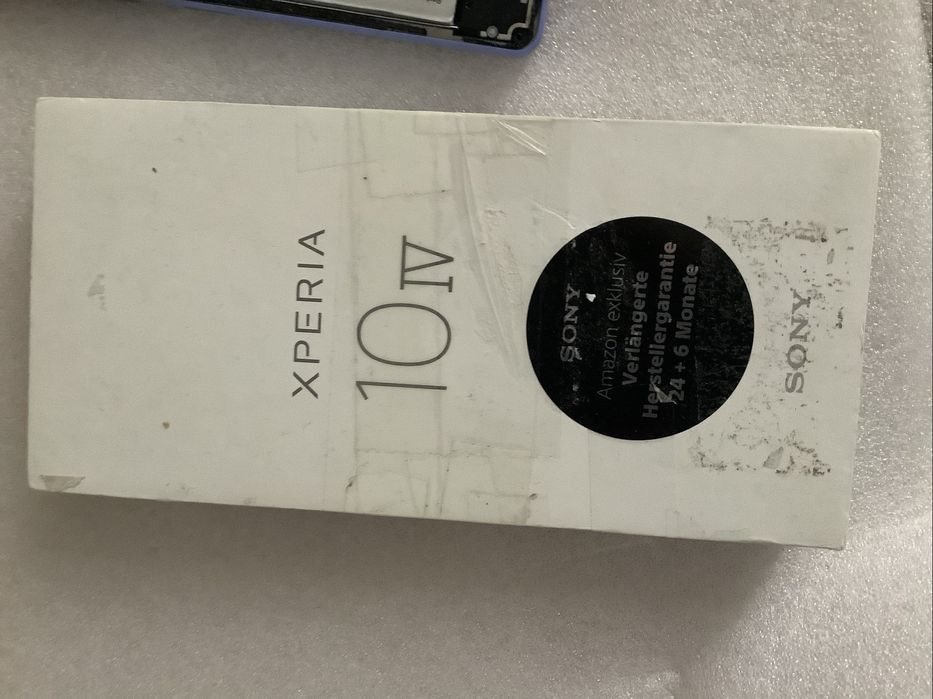 XPERIA
10 IV
SONY
Amazon exklusiv
Verlängerte
Herstellergarantie
24 + 6 Monate
SONY